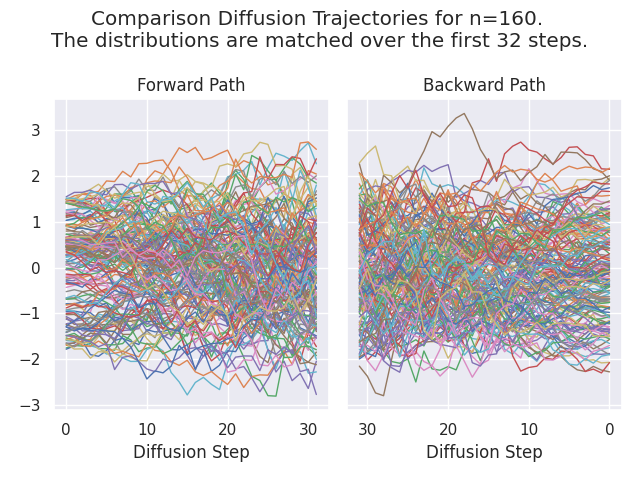 Comparison Diffusion Trajectories for n=160.
The distributions are matched over the first 32 steps.
Forward Path
Backward Path
3
2
1
0
−1
−2
−3
0 10 20 30
30 20 10 0
Diffusion Step
Diffusion Step